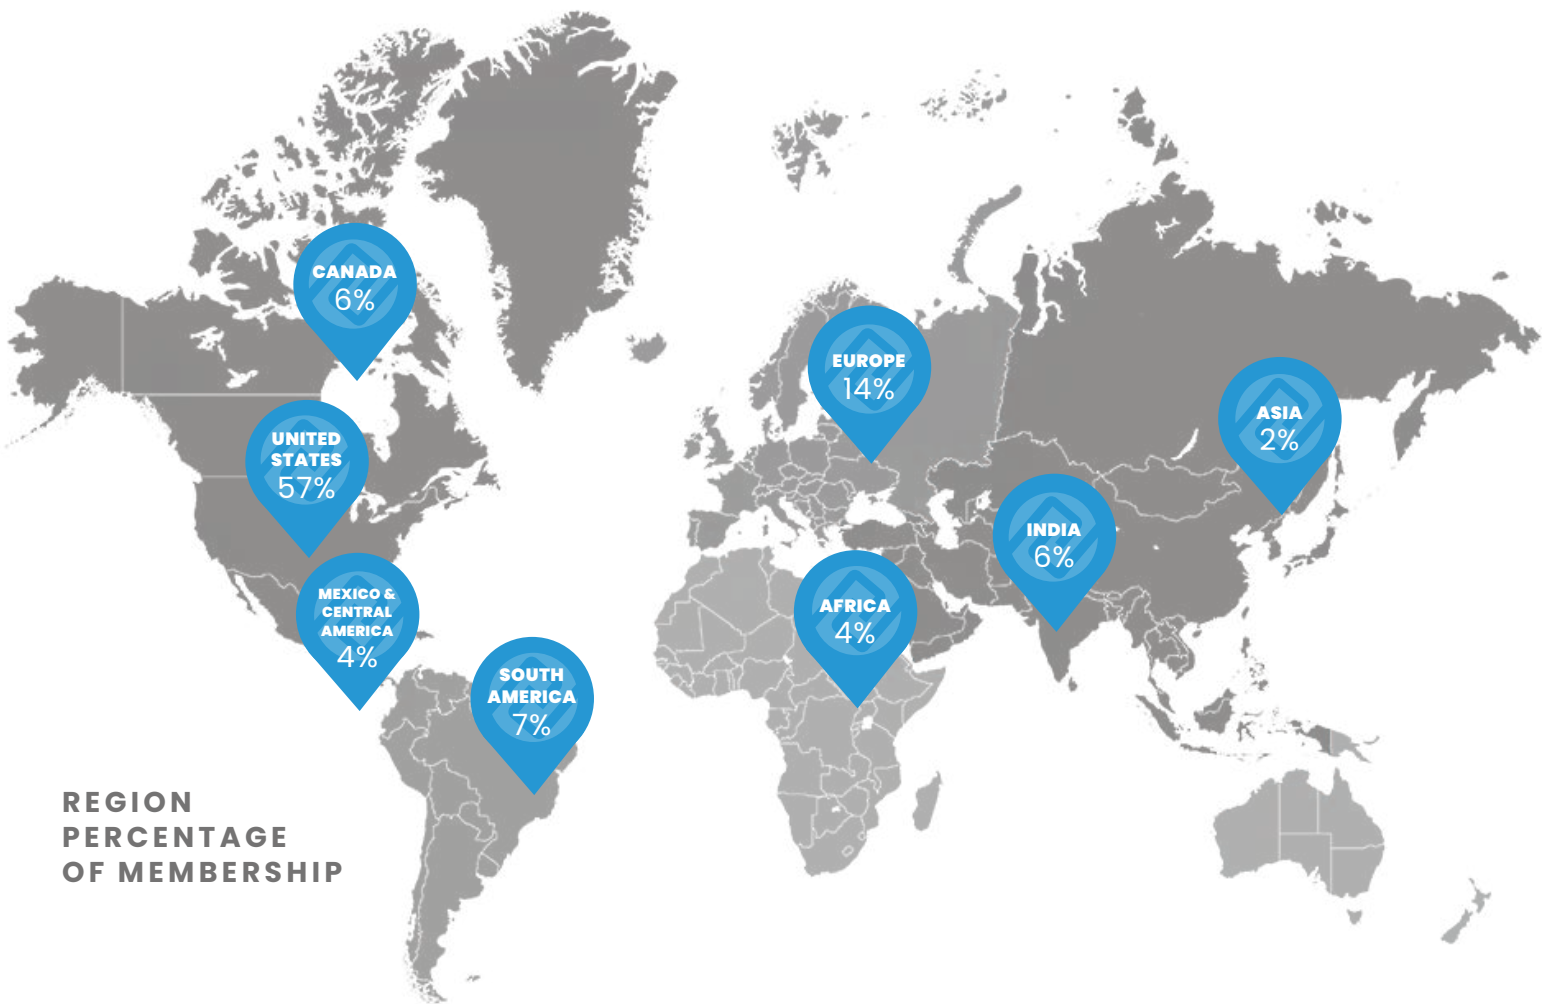 CANADA
6%
UNITED
STATES
57%
MEXICO &
CENTRAL
AMERICA
4%
SOUTH
AMERICA
7%
EUROPE
14%
AFRICA
4%
INDIA
6%
ASIA
2%
REGION
PERCENTAGE
OF MEMBERSHIP